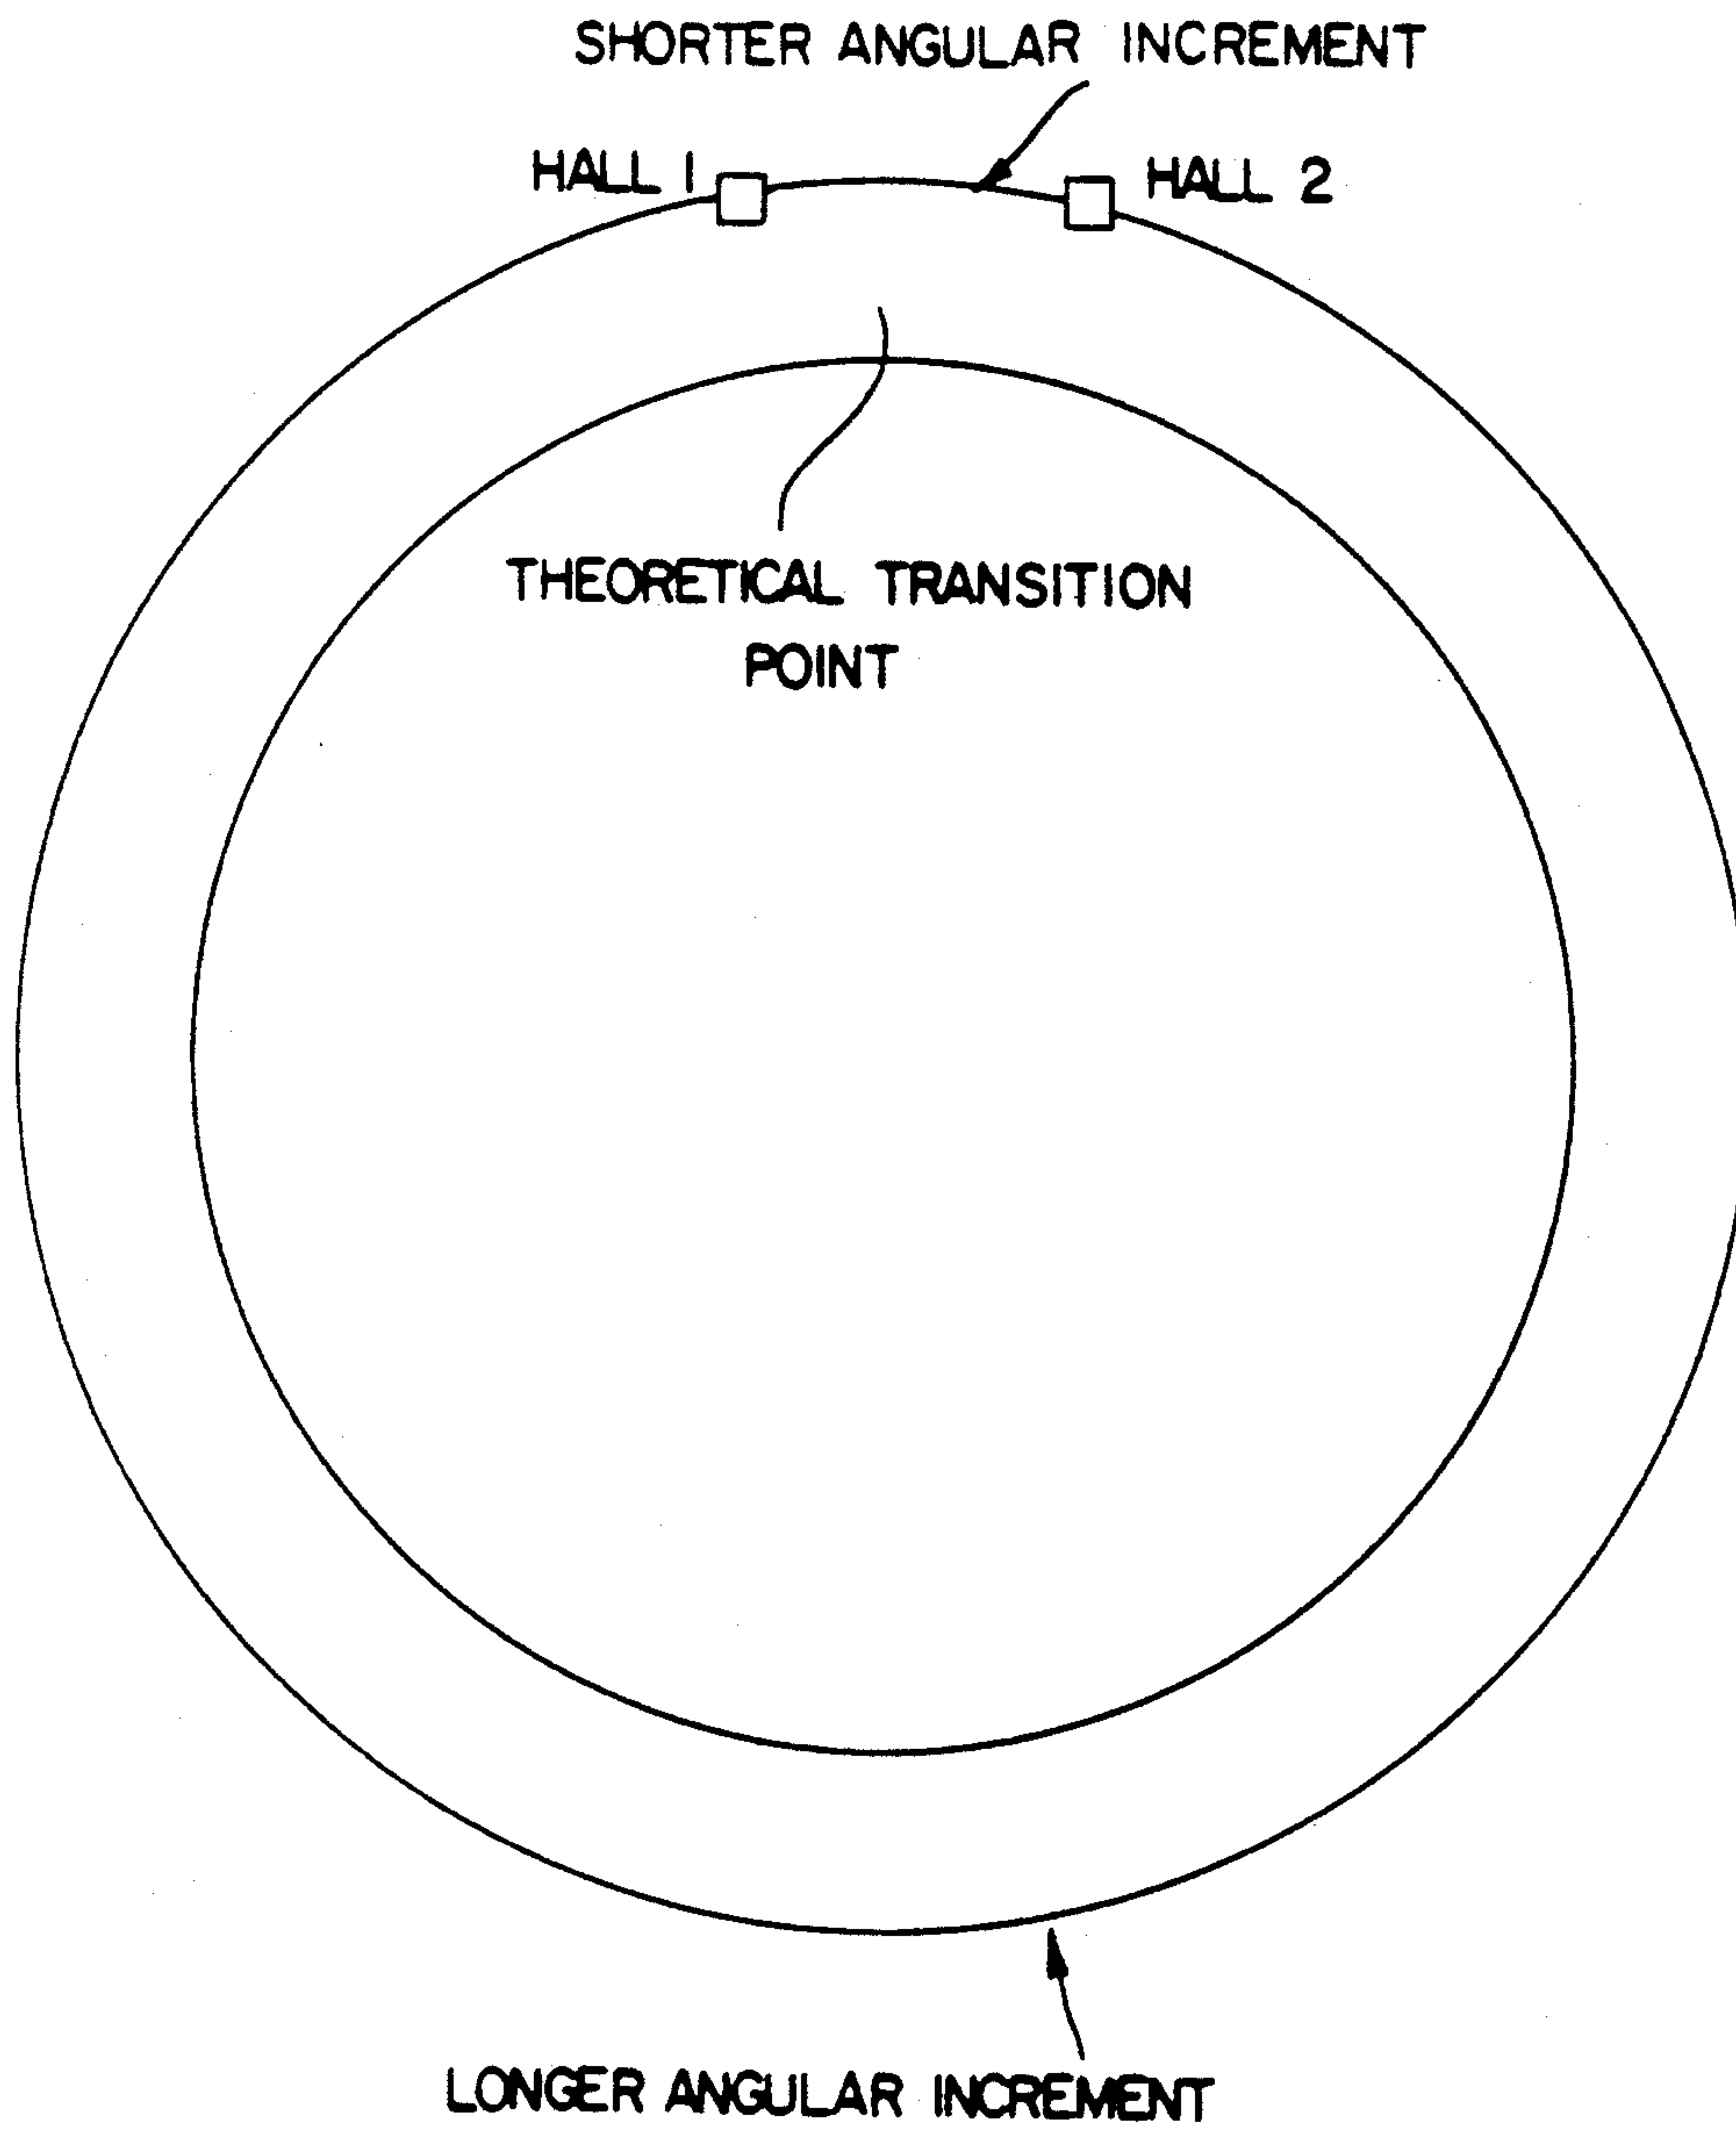 SHORTER ANGULAR INCREMENT
HALL 1
HALL 2
THEORETICAL TRANSITION
POINT
LONGER ANGULAR INCREMENT